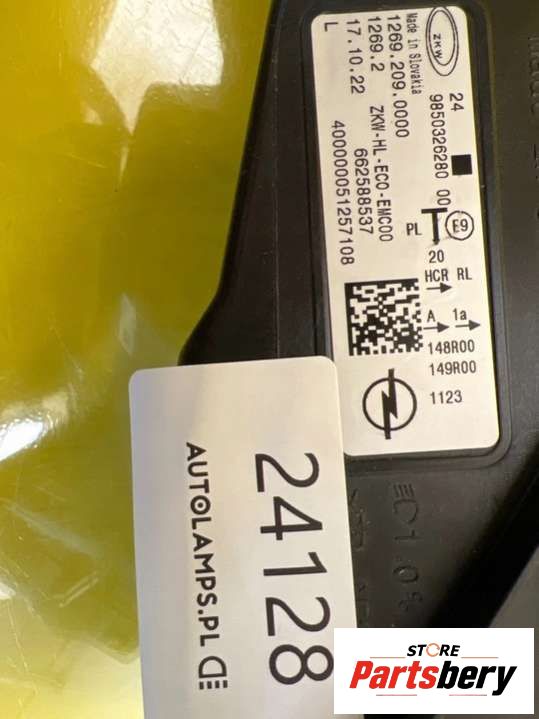 ZKW
Made in Slovakia
1269.209.0000
1269.2
17.10.22
L
ZKW-HL-ECO-EMC00
662588537
400000051257108
24
9850326280 00
PL
E9
20
HCR RL
A 1a
148R00
149R00
1123
24128
AUTOLAMPS.PL
STORE
Partsbery